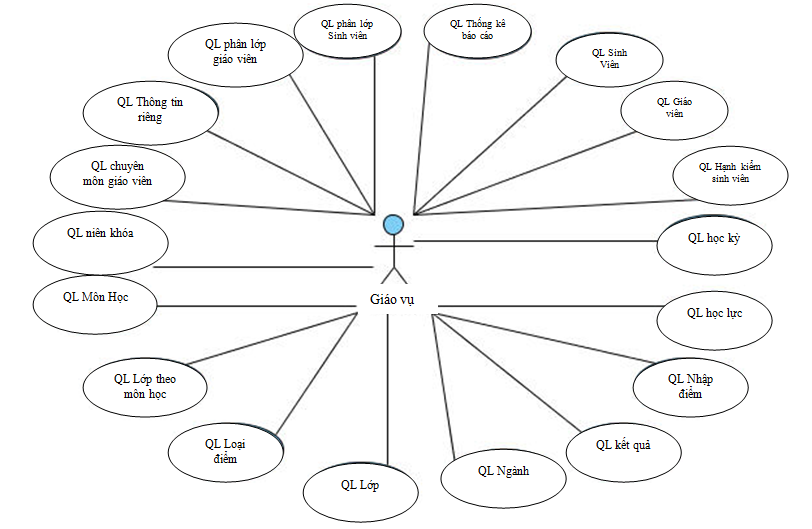 QL phân lớp
Sinh viên
QL Thống kê
báo cáo
QL phân lớp
giáo viên
QL Sinh
Viên
QL Thông tin
riêng
QL Giáo
viên
QL chuyên
môn giáo viên
QL Hạnh kiểm
sinh viên
QL niên khóa
QL học kỳ
QL Môn Học
Giáo vụ
QL học lực
QL Lớp theo
môn học
QL Nhập
điểm
QL Loại
điểm
QL kết quả
QL Lớp
QL Ngành